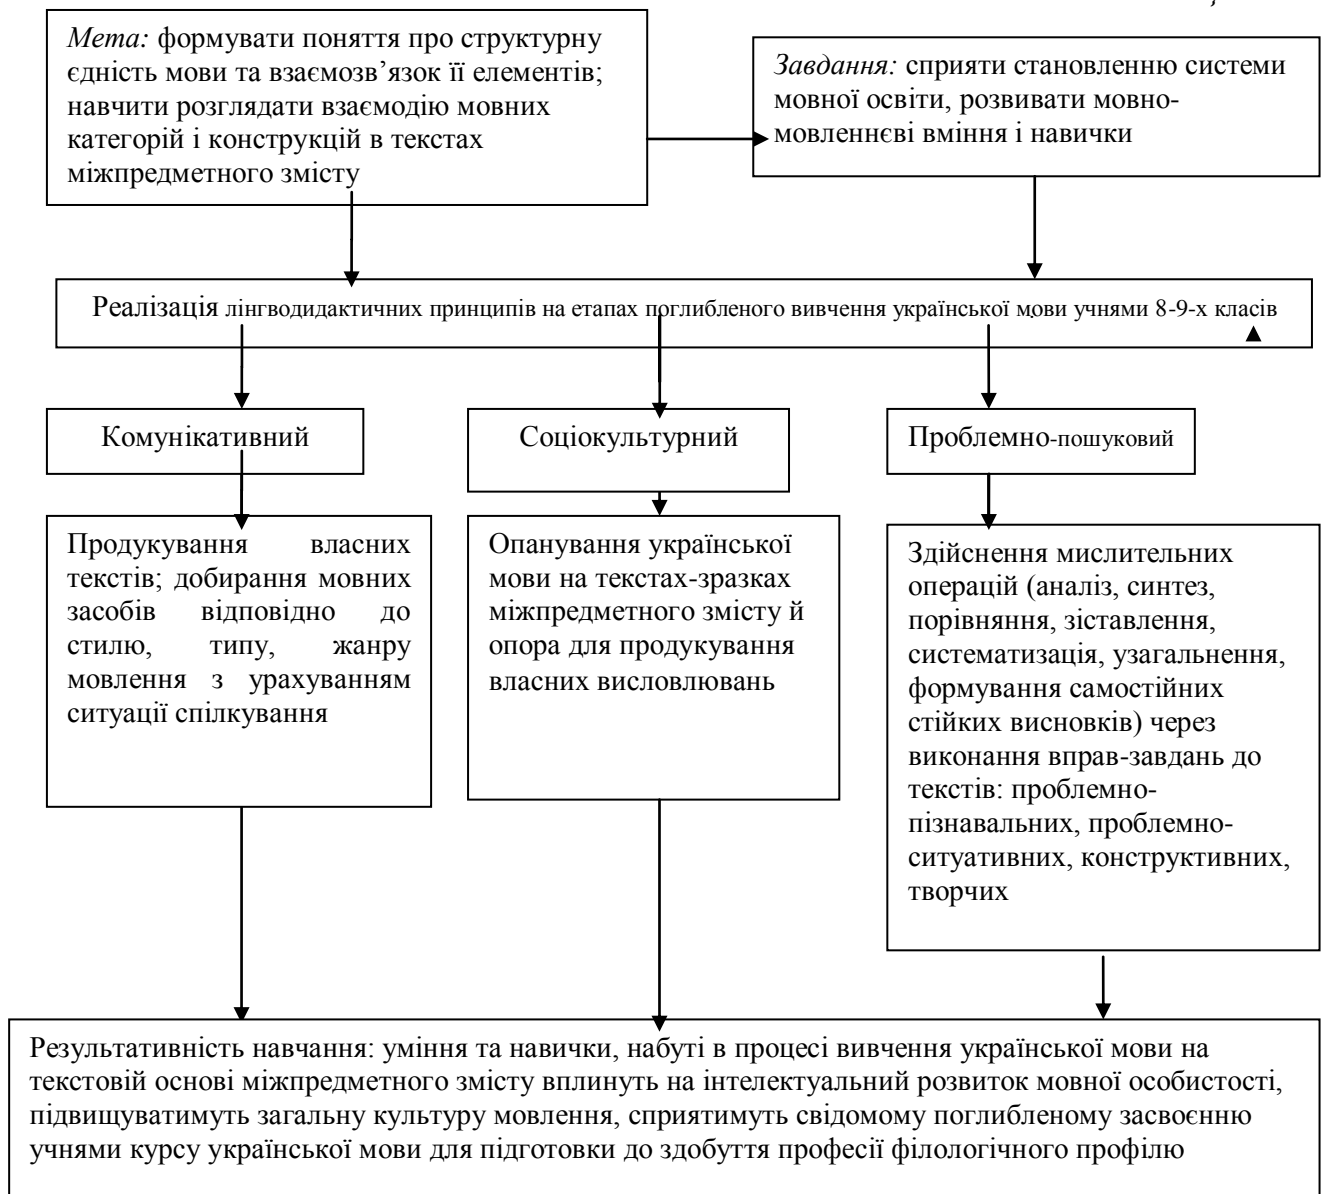 Мета: формувати поняття про структурну
єдність мови та взаємозв’язок її елементів;
навчити розглядати взаємодію мовних
категорій і конструкцій в текстах
міжпредметного змісту
Завдання: сприяти становленню системи
мовної освіти, розвивати мовно-
мовленнєві вміння і навички
Реалізація лінгводидактичних принципів на етапах поглибленого вивчення української мови учнями 8-9-х класів
Комунікативний
Соціокультурний
Проблемно-пошуковий
Продукування власних
текстів; добирання мовних
засобів відповідно до
стилю, типу, жанру
мовлення з урахуванням
ситуації спілкування
Опанування української
мови на текстах-зразках
міжпредметного змісту й
опора для продукування
власних висловлювань
Здійснення мислительних
операцій (аналіз, синтез,
порівняння, зіставлення,
систематизація, узагальнення,
формування самостійних
стійких висновків) через
виконання вправ-завдань до
текстів: проблемно-
пізнавальних, проблемно-
ситуативних, конструктивних,
творчих
Результативність навчання: уміння та навички, набуті в процесі вивчення української мови на
текстовій основі міжпредметного змісту вплинуть на інтелектуальний розвиток мовної особистості,
підвищуватимуть загальну культуру мовлення, сприятимуть свідомому поглибленому засвоєнню
учнями курсу української мови для підготовки до здобуття професії філологічного профілю